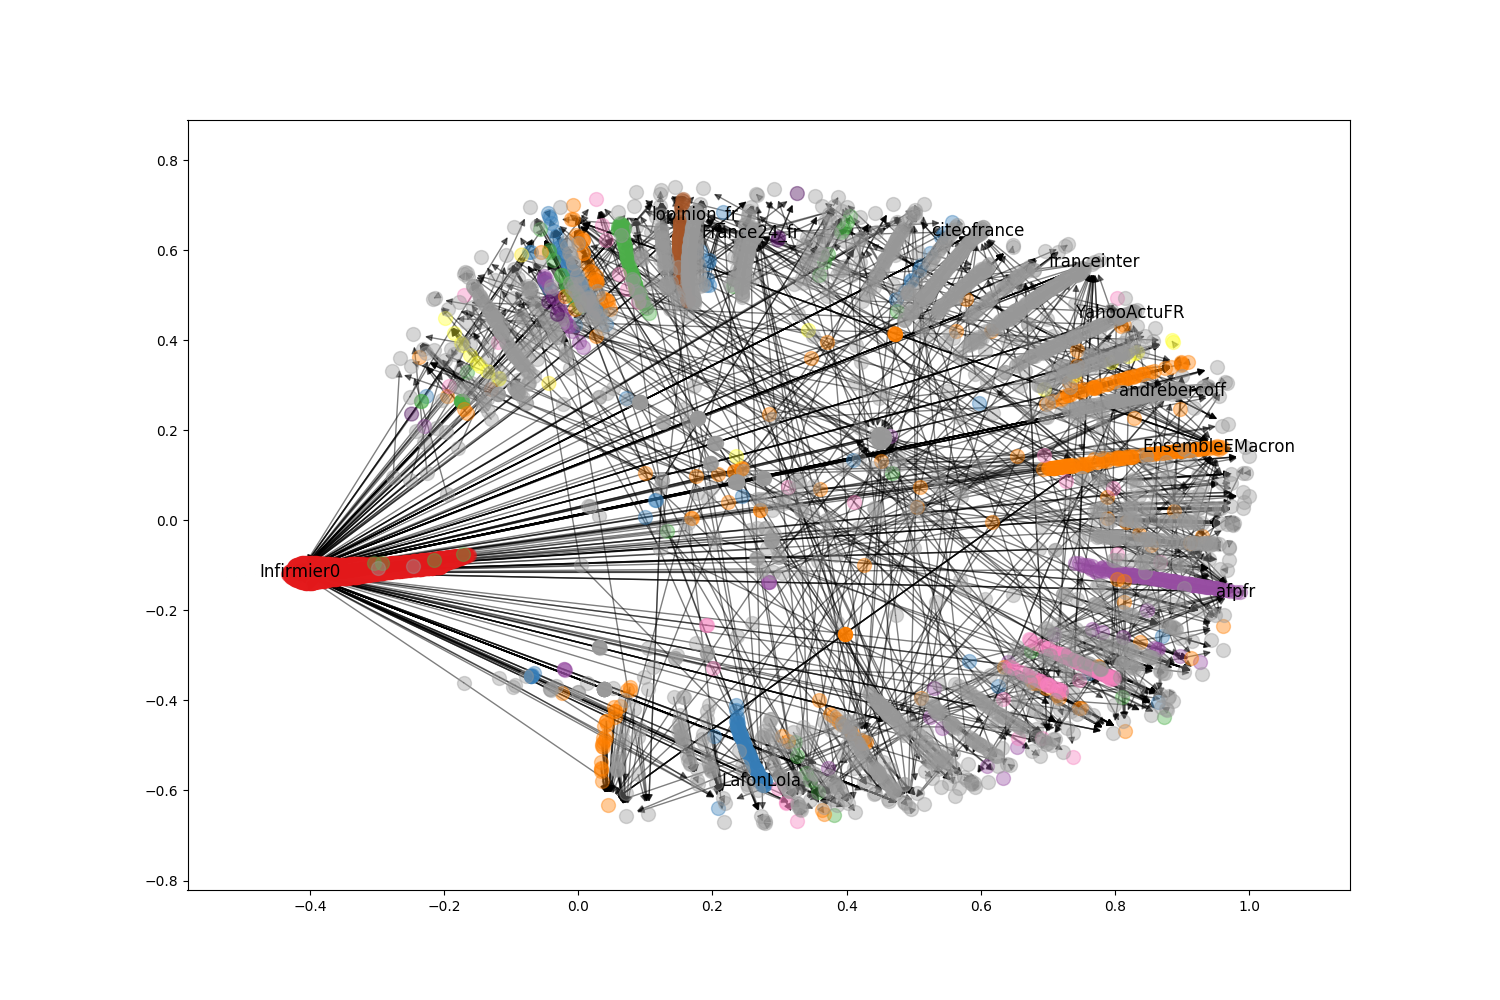 0.8
0.6
0.4
0.2
0.0
−0.2
−0.4
−0.6
−0.8
lopinion_fr
France24_fr
citeofrance
franceinter
YahooActuFR
andrebercoff
EnsembleEMacron
Infirmier0
afpfr
LafonLola
−0.4
−0.2
0.0
0.2
0.4
0.6
0.8
1.0